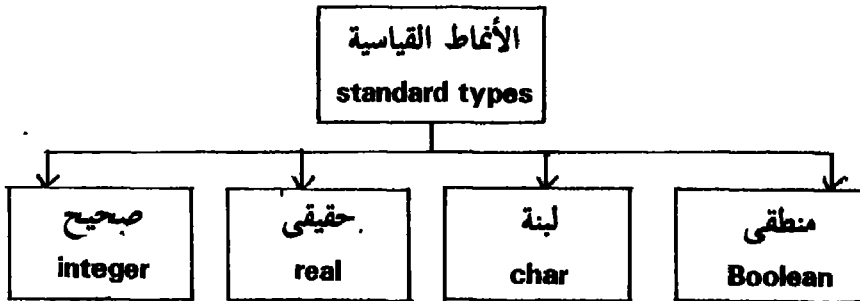 الأنماط القياسية
standard types
صحيح
integer
حقيقى
real
لبنة
char
منطقى
Boolean